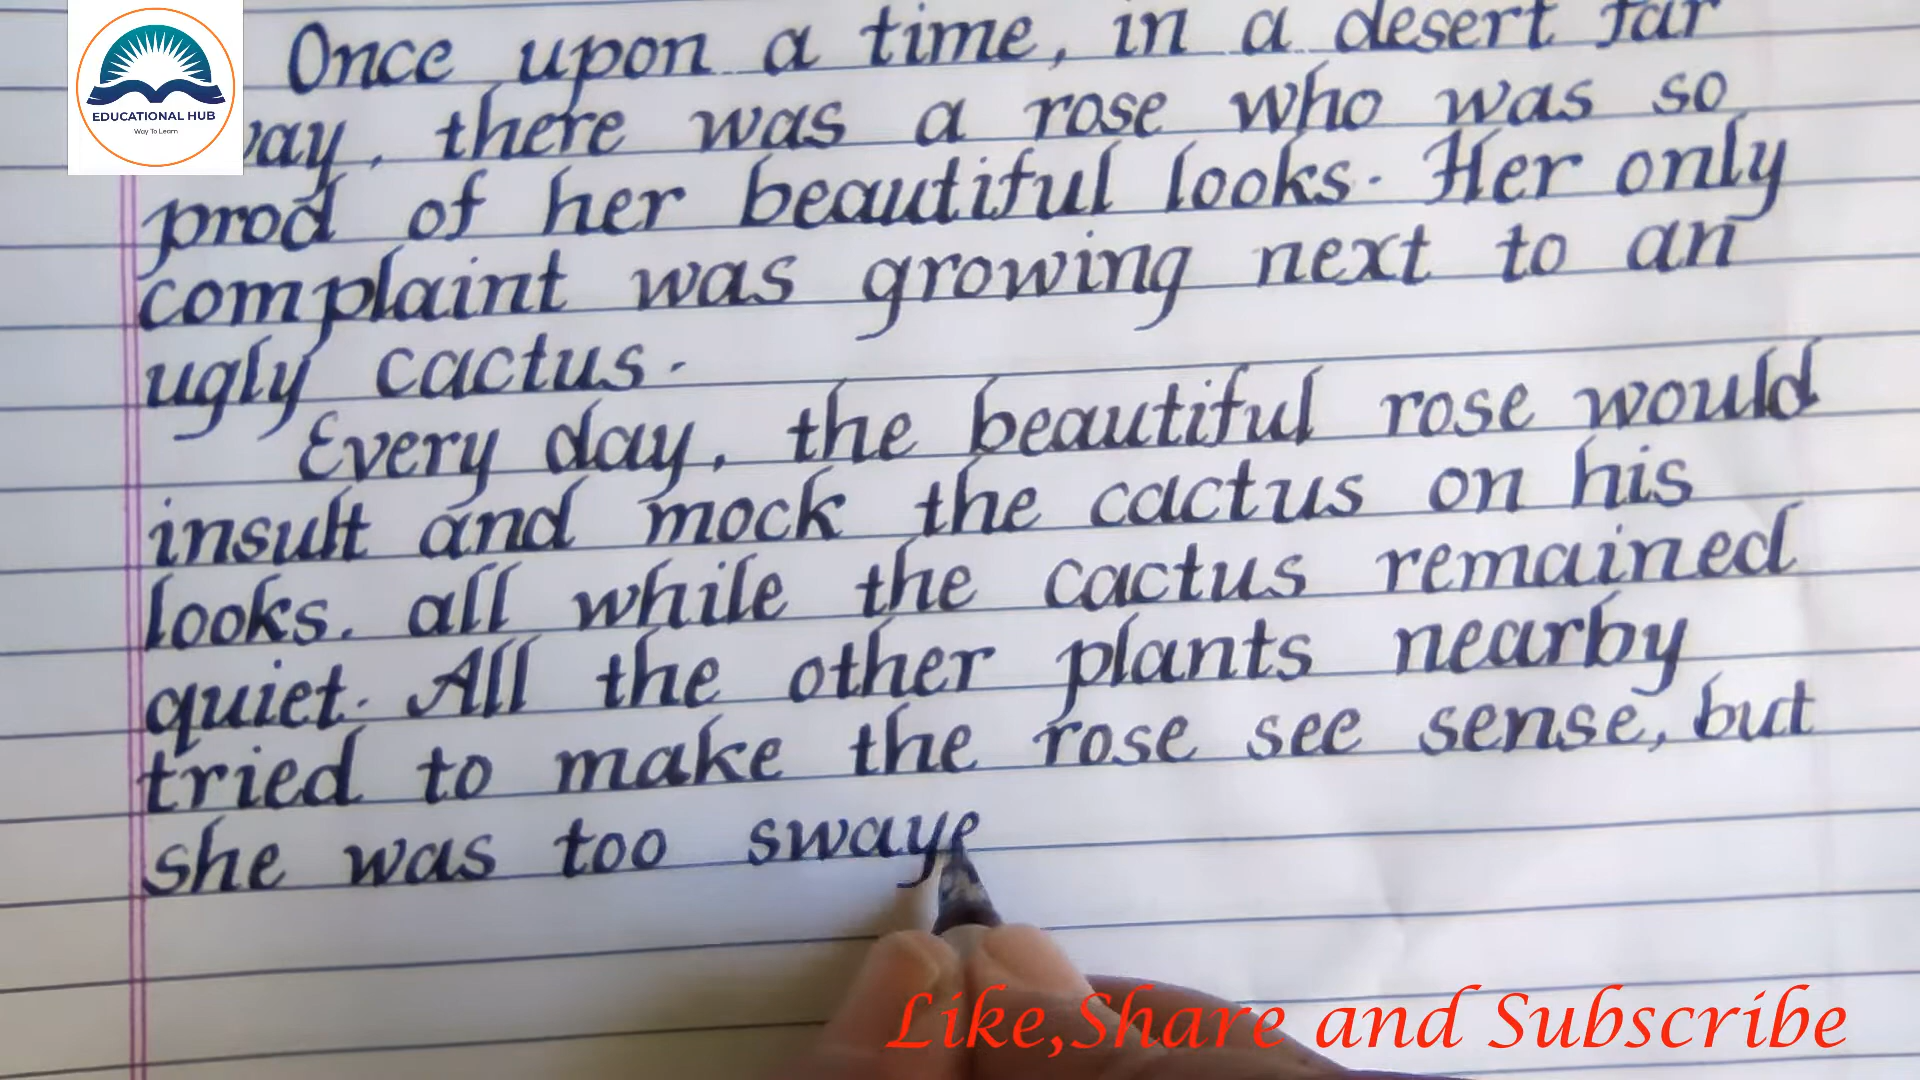 EDUCATIONAL HUB
Way To Learn
Once upon a time, in a desert far
way, there was a rose who was so
prod of her beautiful looks. Her only
complaint was growing next to an
ugly cactus.
Every day, the beautiful rose would
insult and mock the cactus on his
looks, all while the cactus remained
quiet. All the other plants nearby
tried to make the rose see sense, but
she was too swaye
Like,Share and Subscribe